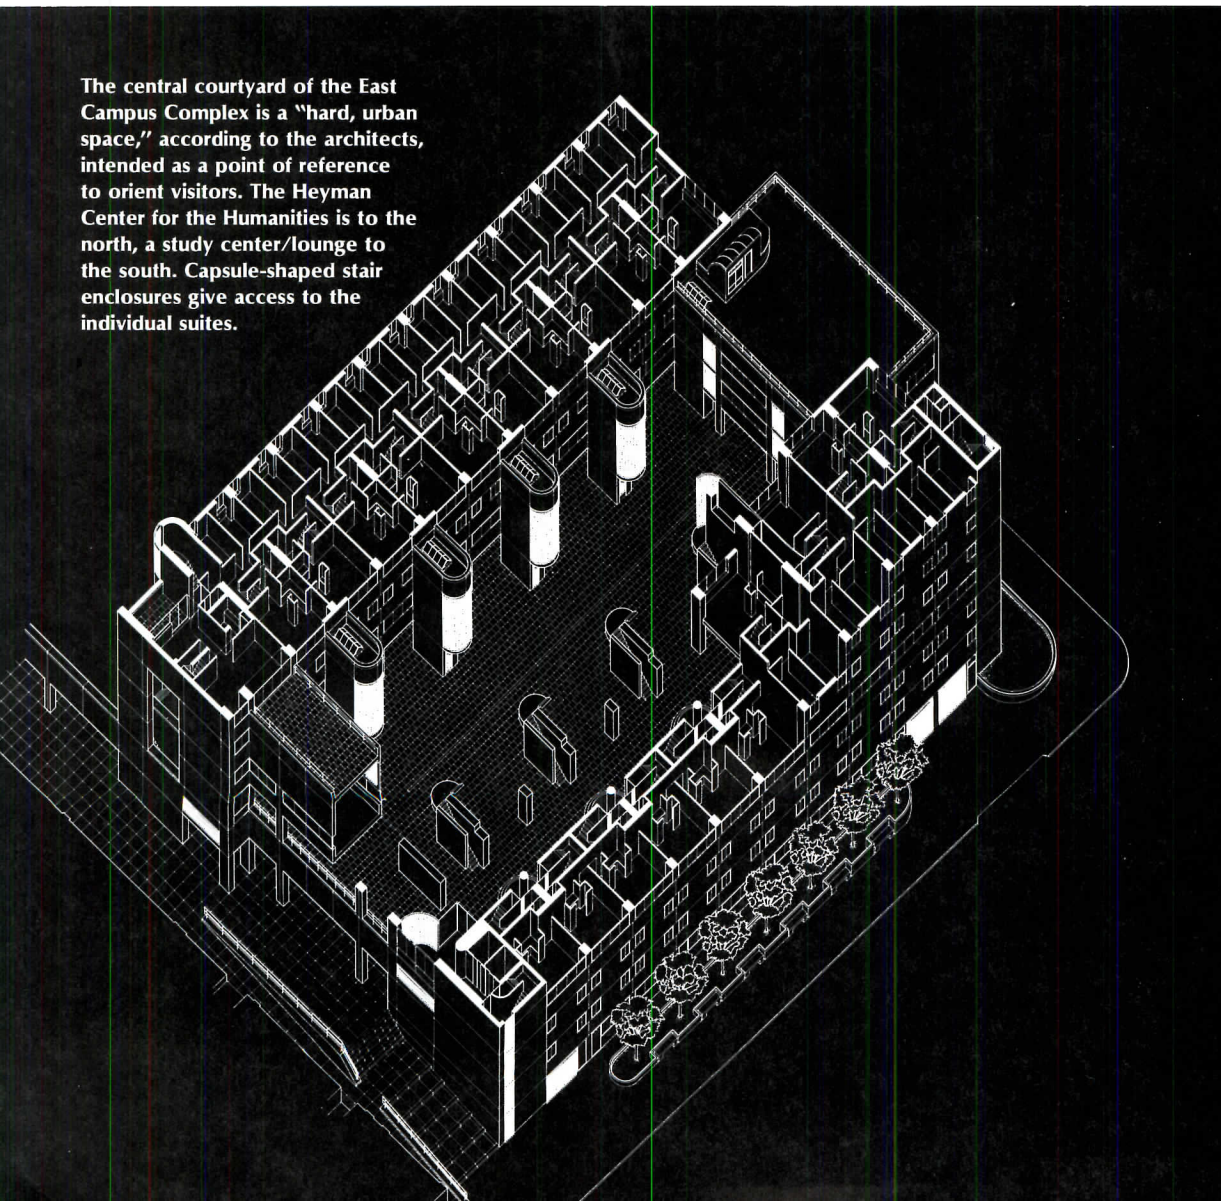 The central courtyard of the East
Campus Complex is a "hard, urban
space," according to the architects,
intended as a point of reference
to orient visitors. The Heyman
Center for the Humanities is to the
north, a study center/lounge to
the south. Capsule-shaped stair
enclosures give access to the
individual suites.